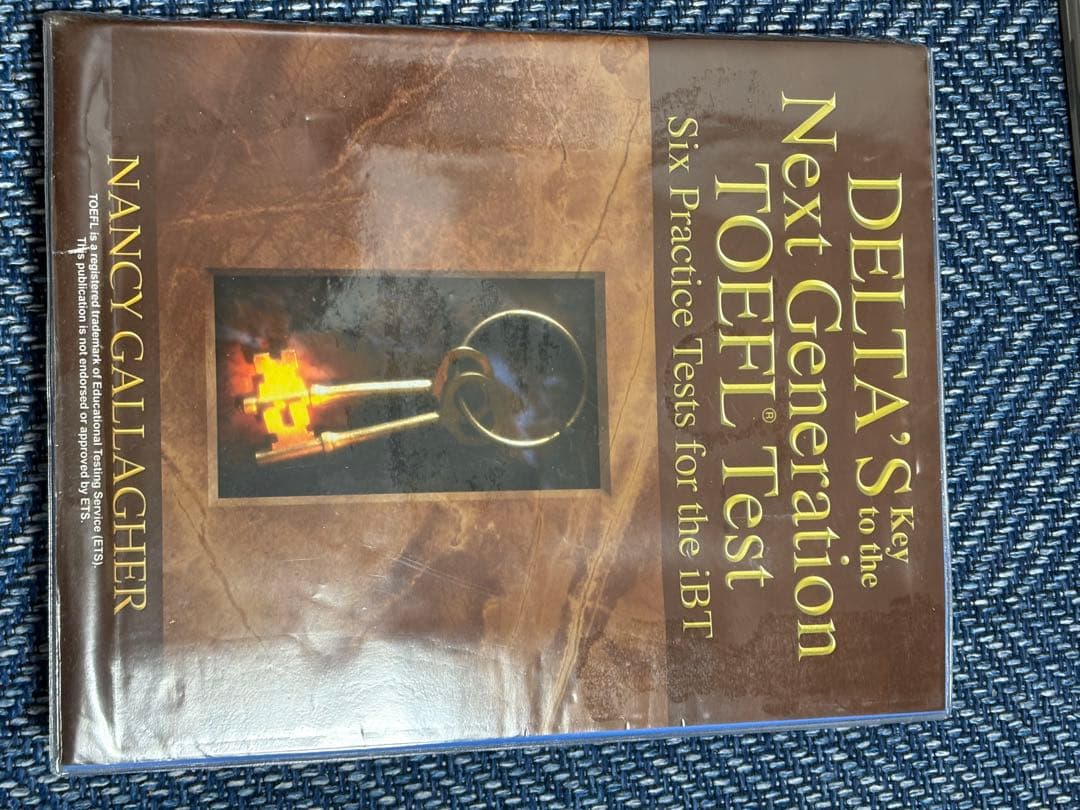 DELTA'S Key to the
Next Generation
TOEFL® Test
Six Practice Tests for the iBT
NANCY GALLAGHER
TOEFL is a registered trademark of Educational Testing Service (ETS).
This publication is not endorsed or approved by ETS.